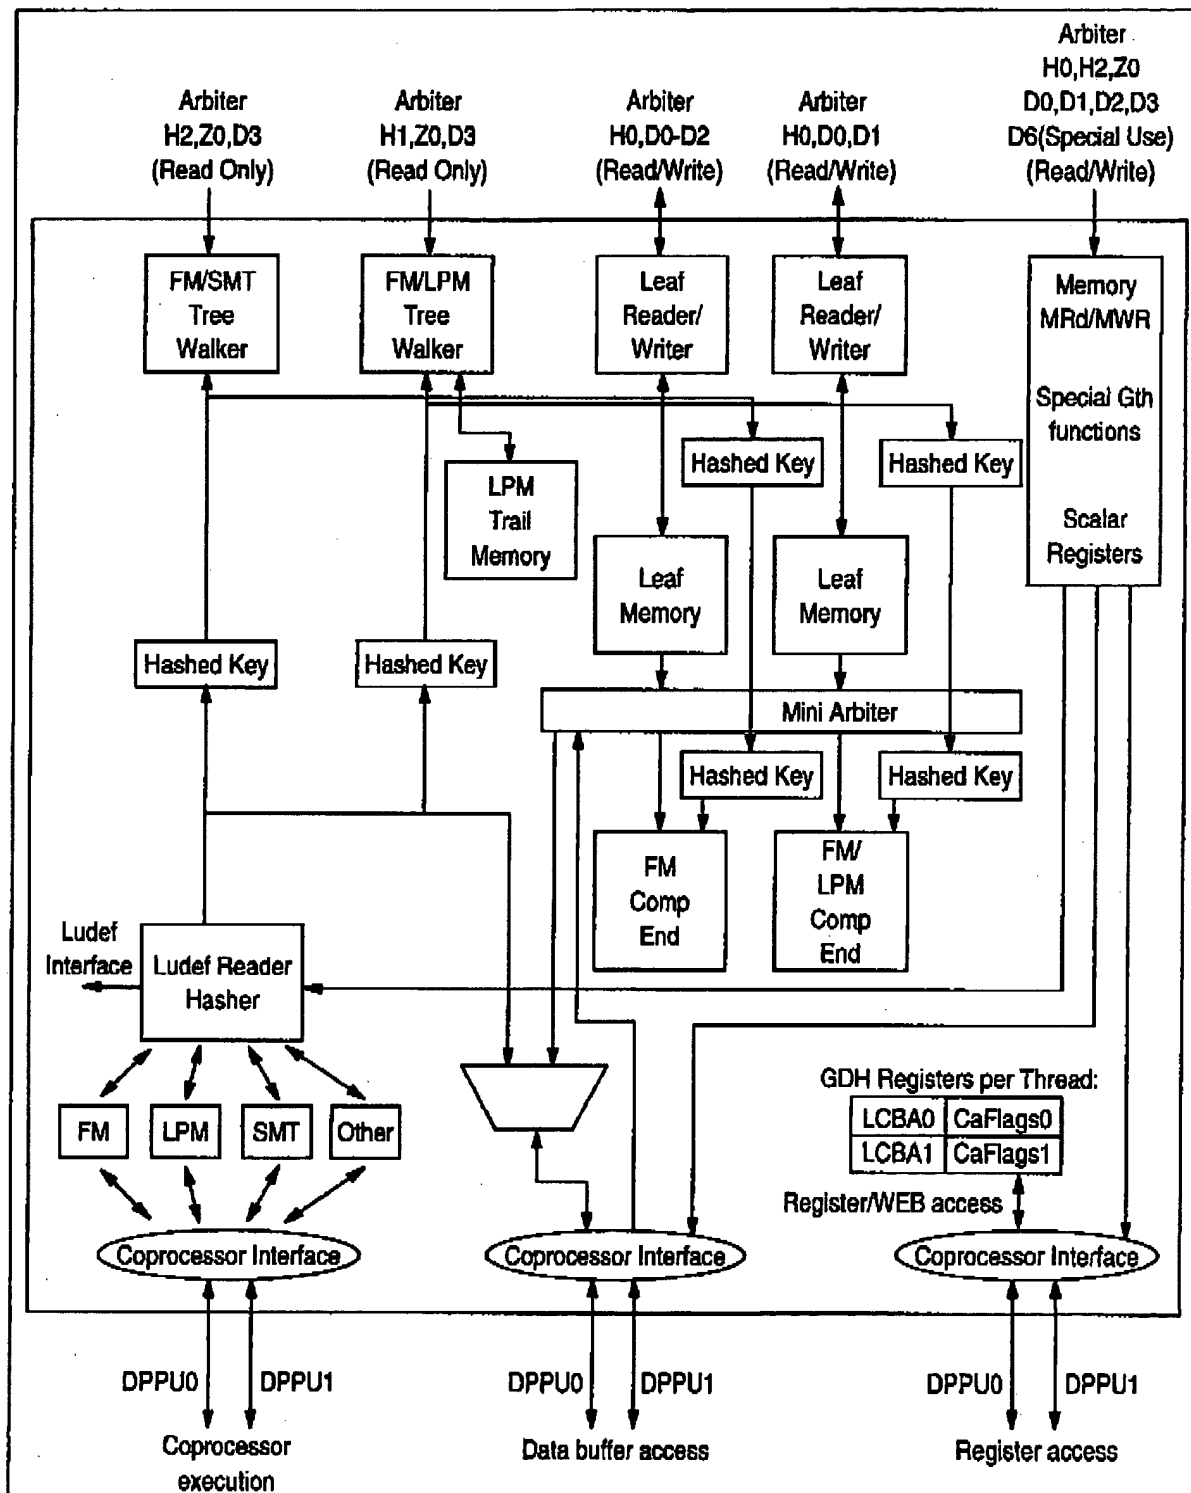 Arbiter
H2,Z0,D3
(Read Only)
Arbiter
H1,Z0,D3
(Read Only)
Arbiter
H0,D0-D2
(Read/Write)
Arbiter
H0,D0,D1
(Read/Write)
Arbiter
H0,H2,Z0
D0,D1,D2,D3
D6(Special Use)
(Read/Write)
FM/SMT
Tree
Walker
FM/LPM
Tree
Walker
Leaf
Reader/
Writer
Leaf
Reader/
Writer
Memory
MRd/MWR
Special Gth
functions
Scalar
Registers
Hashed Key
Hashed Key
LPM
Trail
Memory
Leaf
Memory
Leaf
Memory
Hashed Key
Hashed Key
Mini Arbiter
Hashed Key
Hashed Key
FM
Comp
End
FM/
LPM
Comp
End
Ludef
Interface
Ludef Reader
Hasher
FM
LPM
SMT
Other
GDH Registers per Thread:
LCBA0 CaFlags0
LCBA1 CaFlags1
Register/WEB access
Coprocessor Interface
Coprocessor Interface
Coprocessor Interface
DPPU0
DPPU1
DPPU0
DPPU1
DPPU0
DPPU1
Coprocessor
execution
Data buffer access
Register access